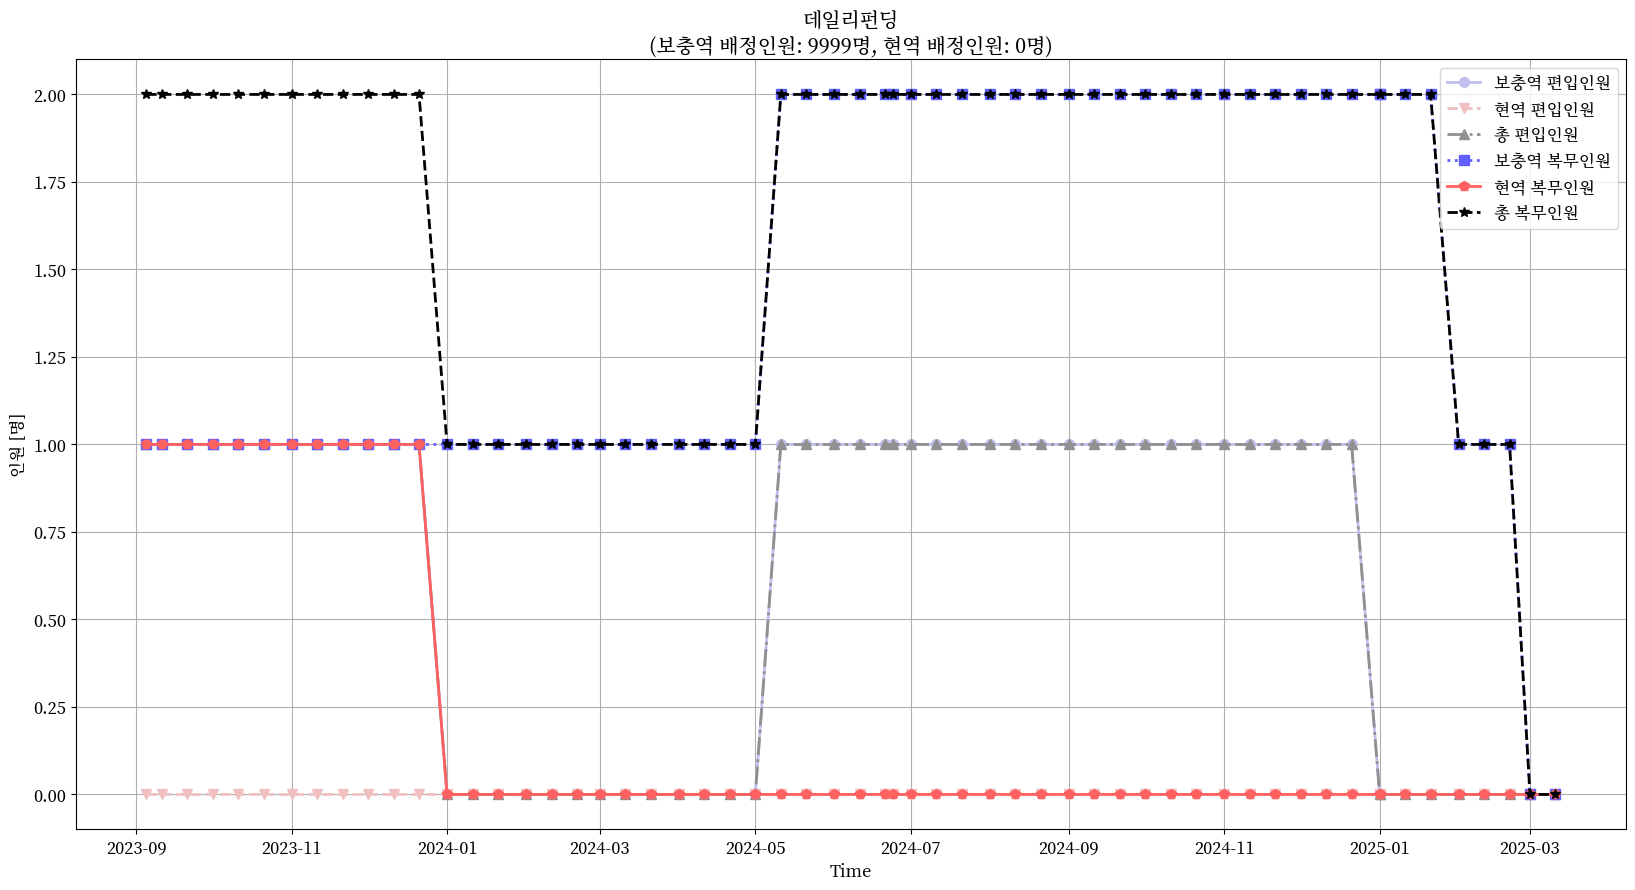 데일리펀딩
(보충역 배정인원: 9999명, 현역 배정인원: 0명)
보충역 편입인원
현역 편입인원
총 편입인원
보충역 복무인원
현역 복무인원
총 복무인원
2.00
1.75
1.50
1.25
1.00
0.75
0.50
0.25
0.00
인원 [명]
2023-09
2023-11
2024-01
2024-03
2024-05
2024-07
2024-09
2024-11
2025-01
2025-03
Time